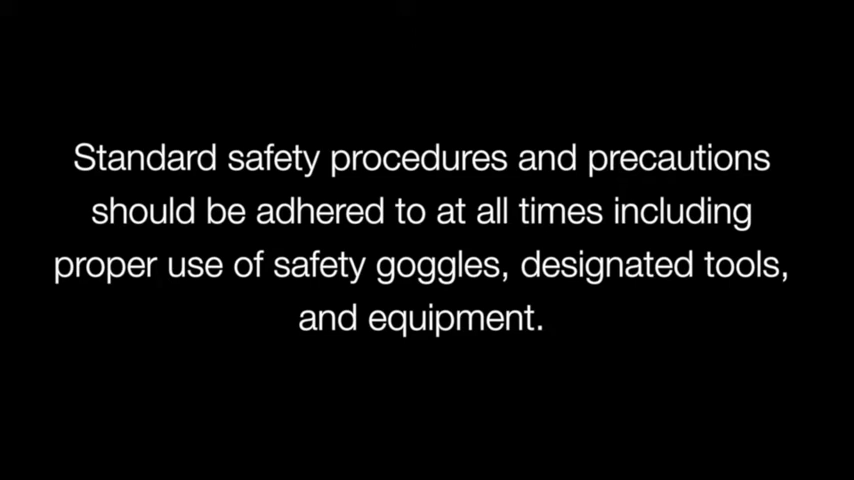 Standard safety procedures and precautions
should be adhered to at all times including
proper use of safety goggles, designated tools,
and equipment.